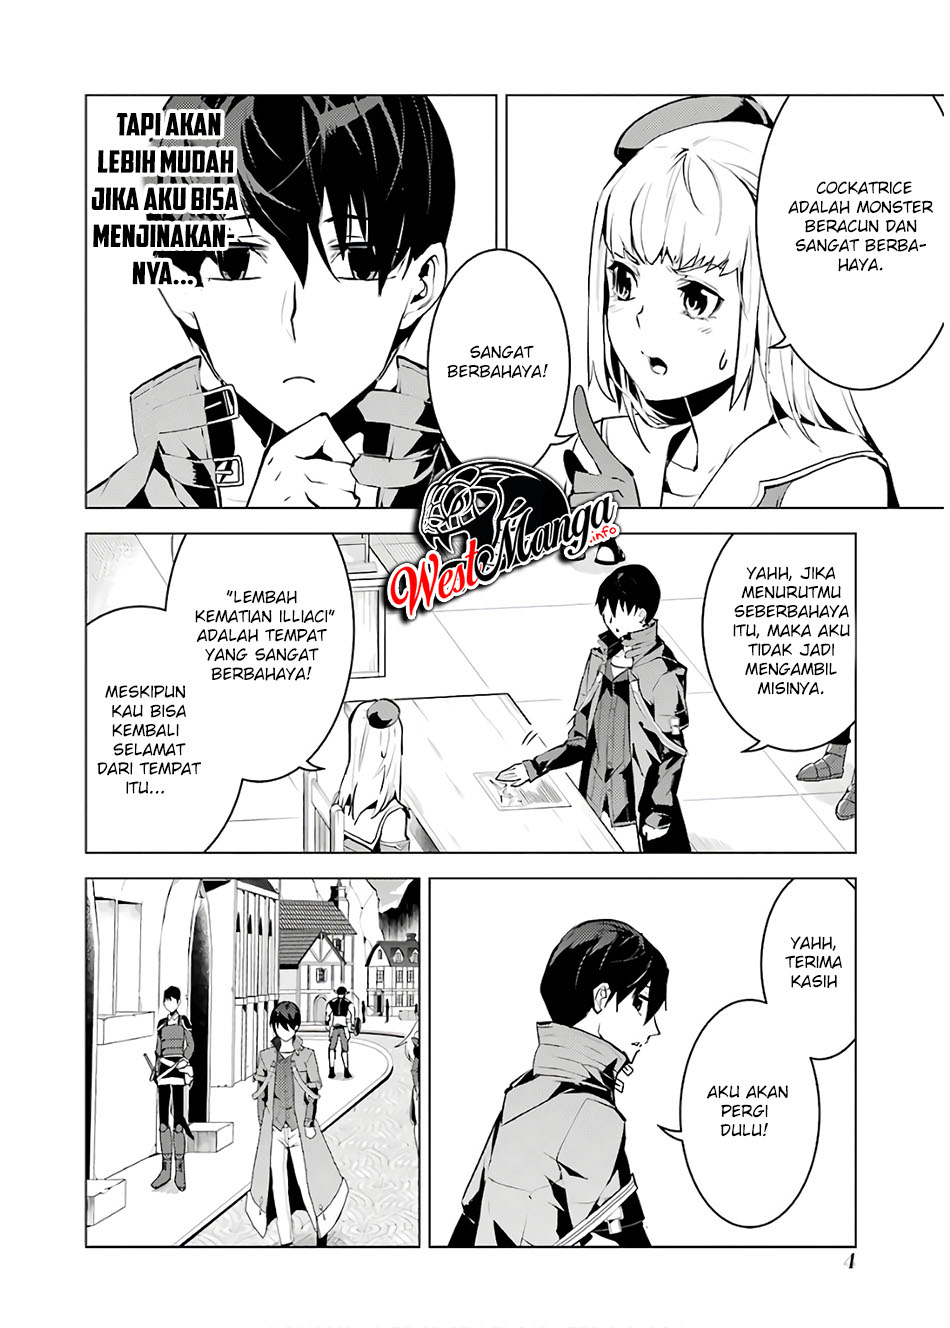 COCKATRICE
ADALAH MONSTER
BERACUN DAN
SANGAT BERBA-
HAYA.
SANGAT
BERBAHAYA!
TAPI AKAN
LEBIH MUDAH
JIKA AKU BISA
MENJINAKAN-
NYA...
WestManga
.info
YAHH, JIKA
MENURUTMU
SEBERBAHAYA
ITU, MAKA AKU
TIDAK JADI
MENGAMBIL
MISINYA.
"LEMBAH
KEMATIAN ILLIACI"
ADALAH TEMPAT
YANG SANGAT
BERBAHAYA!
MESKIPUN
KAU BISA
KEMBALI
SELAMAT
DARI TEMPAT
ITU...
YAHH,
TERIMA
KASIH
AKU AKAN
PERGI
DULU!
4